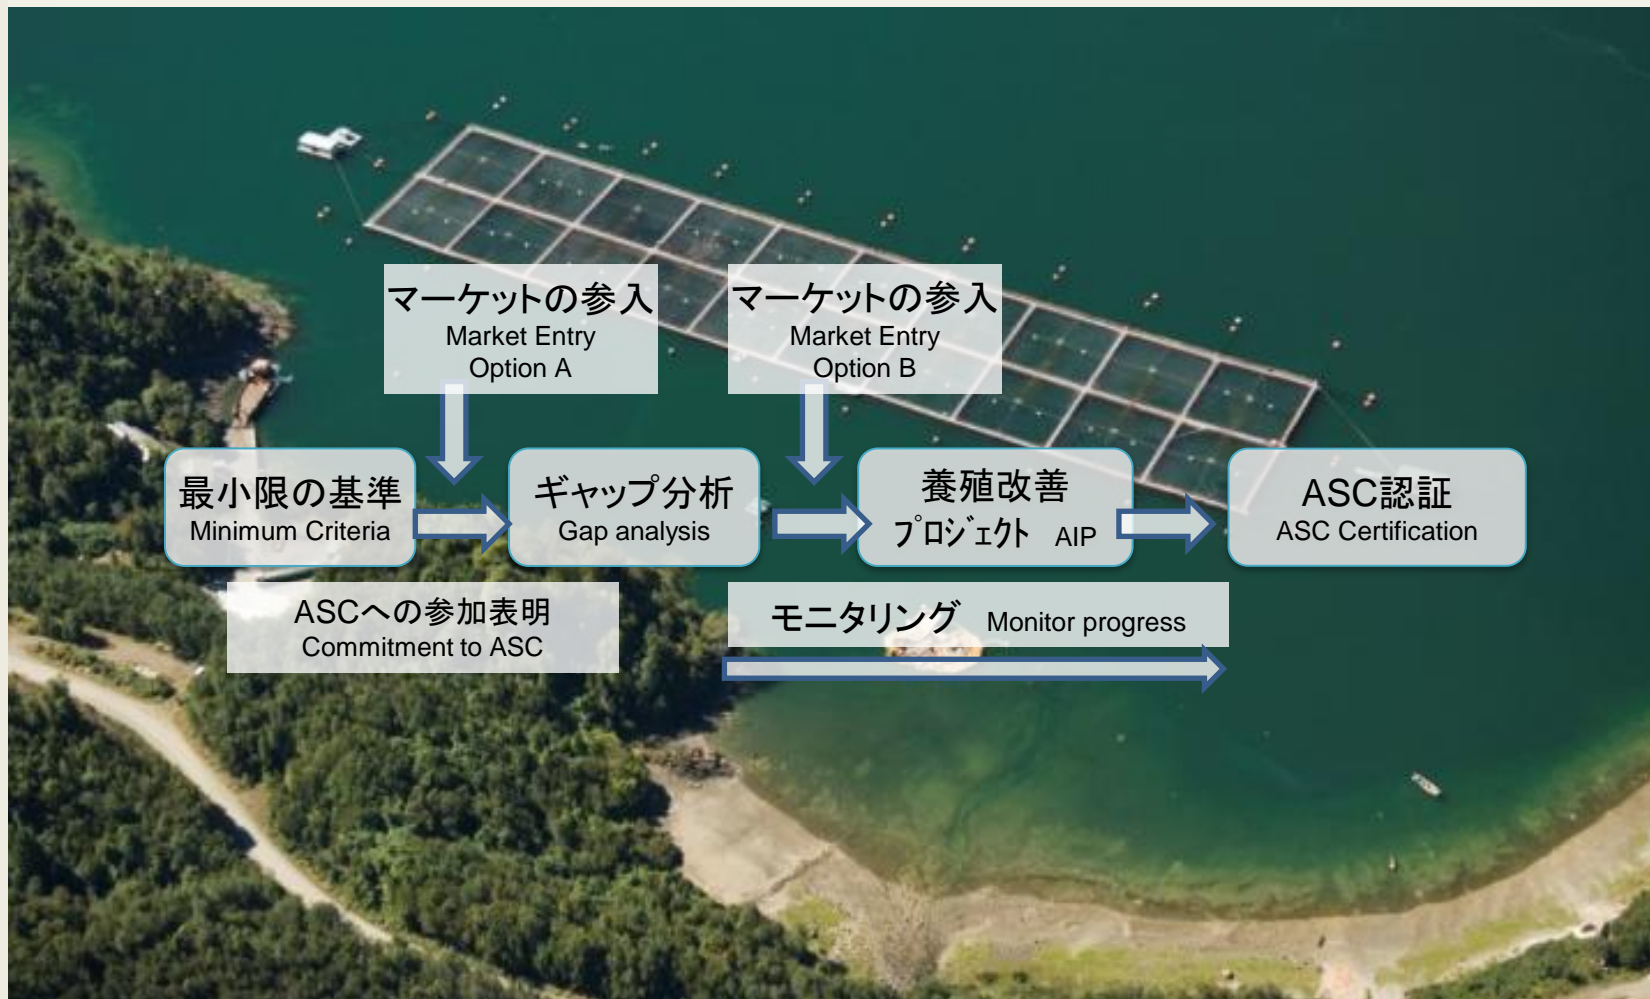 マーケットの参入
Market Entry
Option A
マーケットの参入
Market Entry
Option B
最小限の基準
Minimum Criteria
ギャップ分析
Gap analysis
養殖改善
プロジェクト AIP
ASC認証
ASC Certification
ASCへの参加表明
Commitment to ASC
モニタリング Monitor progress